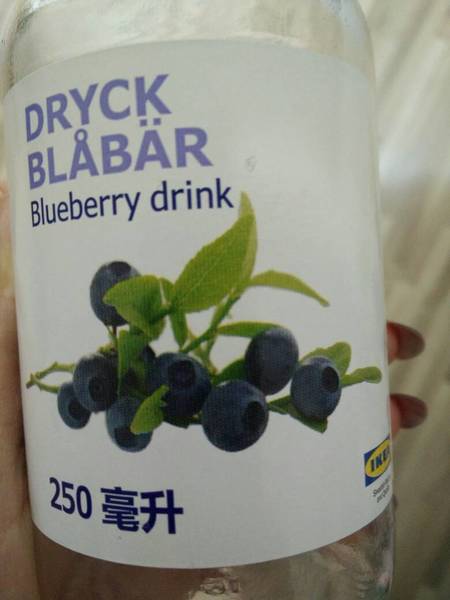 DRYCK
BLÅBÄR
Blueberry drink
IKEA
250 毫升